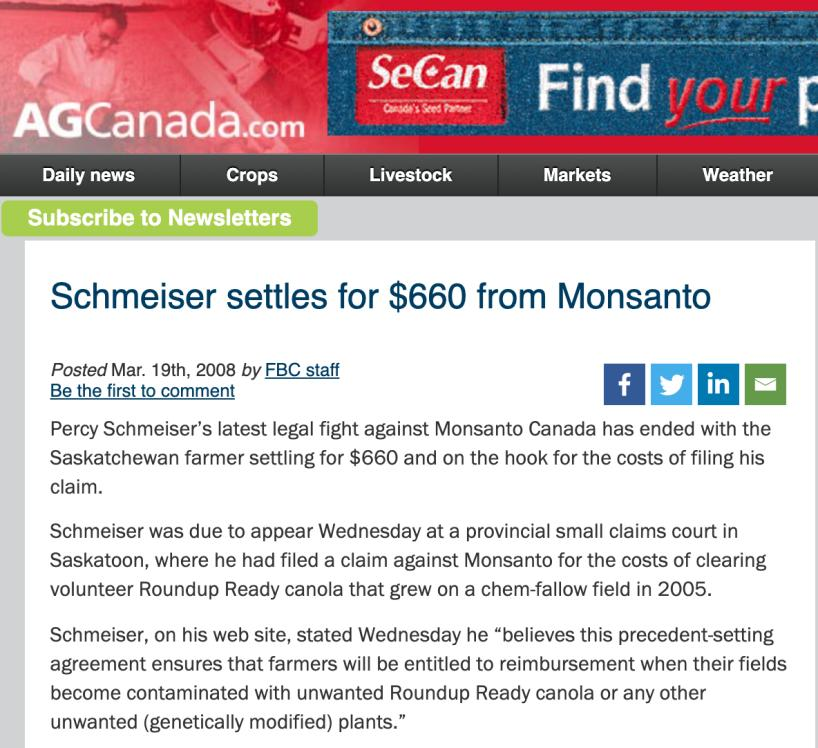 SeCan
Canada's Seed Partner
Find your p
AGCanada.com
Daily news
Crops
Livestock
Markets
Weather
Subscribe to Newsletters
Schmeiser settles for $660 from Monsanto
Posted Mar. 19th, 2008 by FBC staff
Be the first to comment
Percy Schmeiser’s latest legal fight against Monsanto Canada has ended with the
Saskatchewan farmer settling for $660 and on the hook for the costs of filing his
claim.
Schmeiser was due to appear Wednesday at a provincial small claims court in
Saskatoon, where he had filed a claim against Monsanto for the costs of clearing
volunteer Roundup Ready canola that grew on a chem-fallow field in 2005.
Schmeiser, on his web site, stated Wednesday he “believes this precedent-setting
agreement ensures that farmers will be entitled to reimbursement when their fields
become contaminated with unwanted Roundup Ready canola or any other
unwanted (genetically modified) plants.”